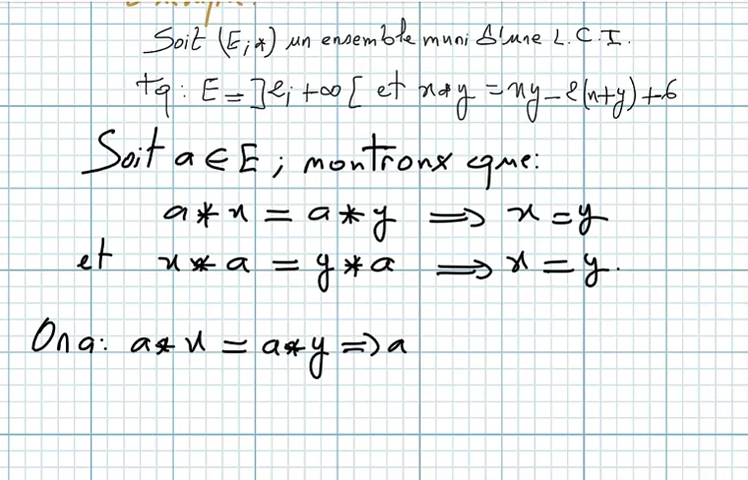 Soit (E;*) un ensemble muni d'une L.C.I.
tq: E = ]2; +∞[ et x*y = xy - 2(x+y) + 6
Soit a ∈ E ; montrons que:
a * x = a * y ⟹ x = y
et x * a = y * a ⟹ x = y.
On a: a * x = a * y ⟹ a